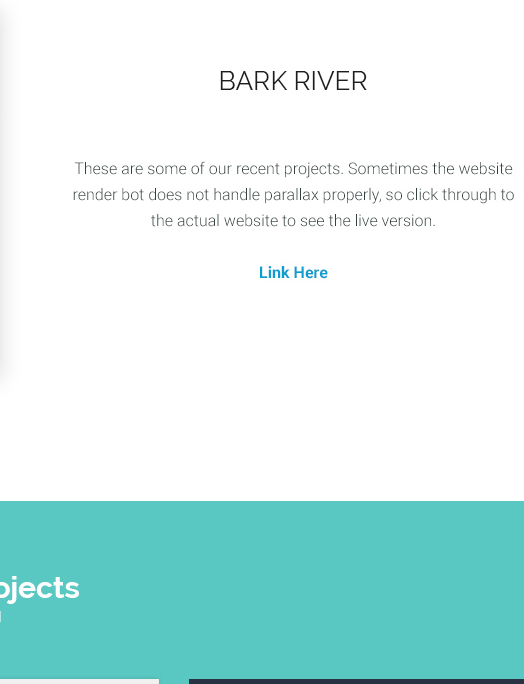 BARK RIVER
These are some of our recent projects. Sometimes the website
render bot does not handle parallax properly, so click through to
the actual website to see the live version.
Link Here
ojects